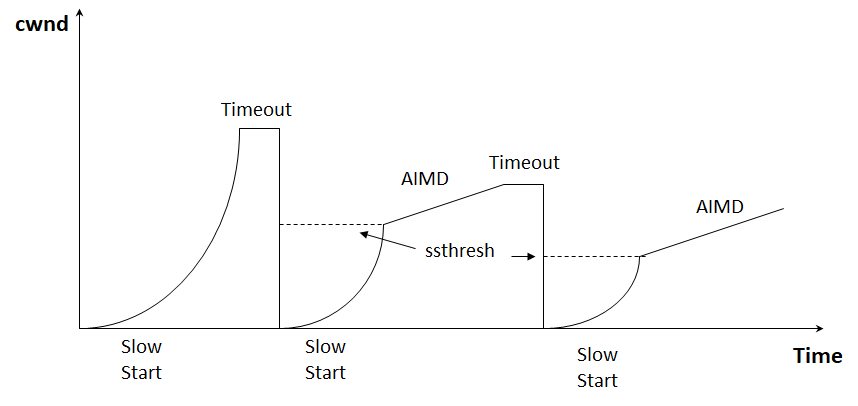 cwnd
Timeout
Timeout
AIMD
AIMD
ssthresh
Slow
Start
Slow
Start
Slow
Start
Time